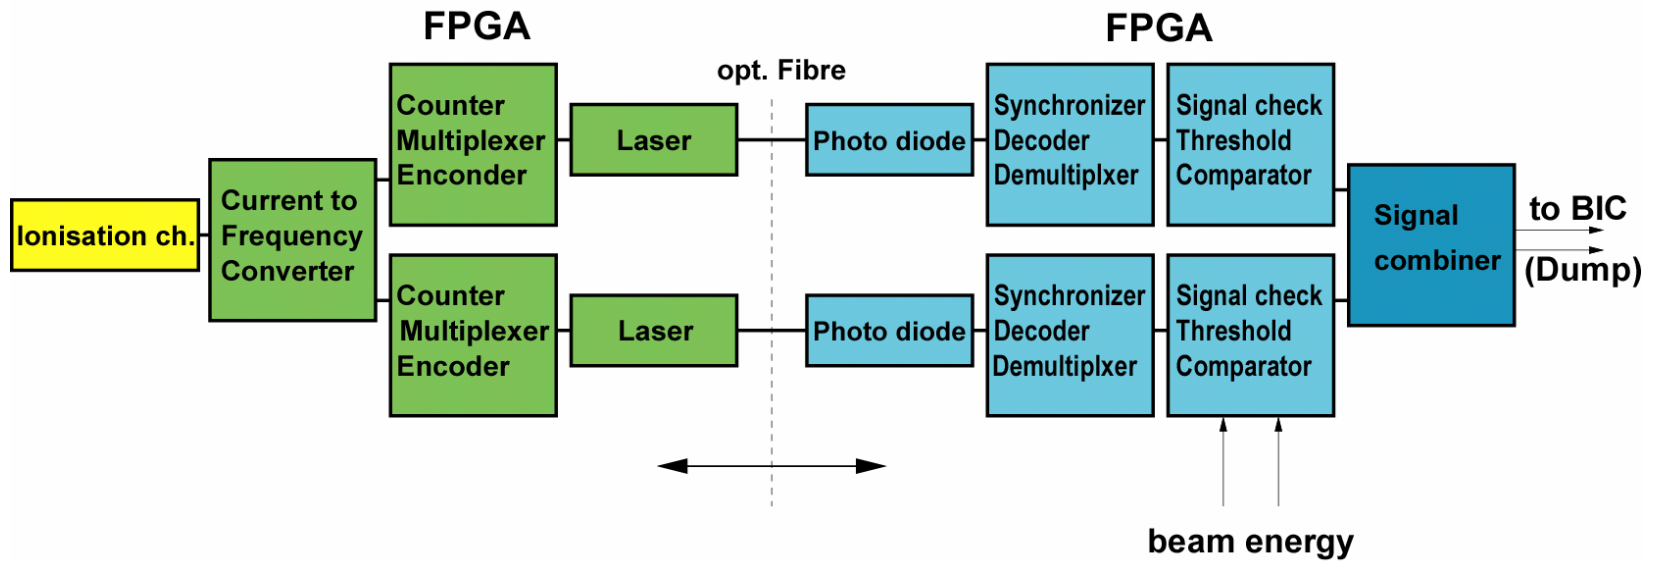 FPGA
FPGA
opt. Fibre
Counter
Multiplexer
Enconder
Laser
Photo diode
Synchronizer
Decoder
Demultiplxer
Signal check
Threshold
Comparator
Ionisation ch.
Current to
Frequency
Converter
Signal
combiner
to BIC
(Dump)
Counter
Multiplexer
Encoder
Laser
Photo diode
Synchronizer
Decoder
Demultiplxer
Signal check
Threshold
Comparator
beam energy